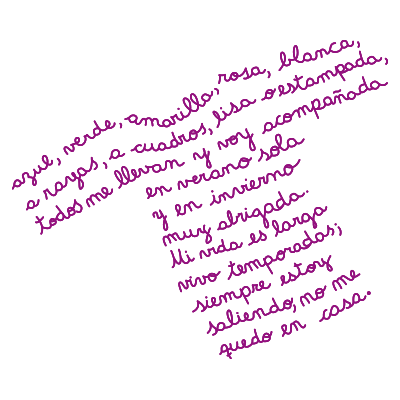 azul, verde, amarilla, rosa, blanca,
a rayas, a cuadros, lisa o estampada,
todos me llevan y voy acompañada
en verano sola
y en invierno
muy abrigada.
Mi vida es larga
vivo temporadas;
siempre estoy
saliendo, no me
quedo en casa.